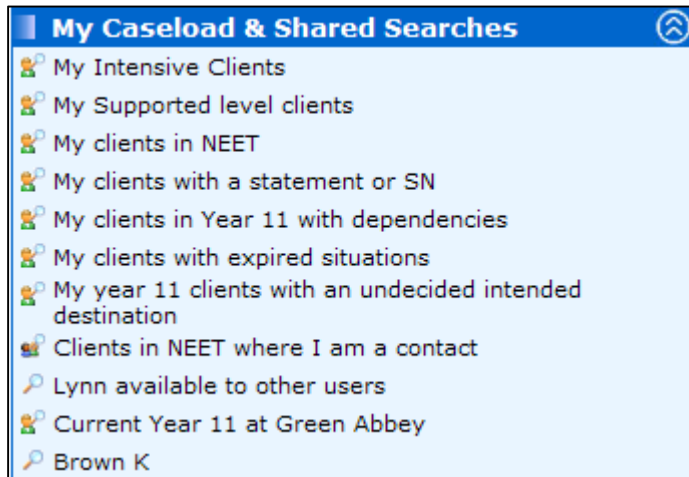 My Caseload & Shared Searches
My Intensive Clients
My Supported level clients
My clients in NEET
My clients with a statement or SN
My clients in Year 11 with dependencies
My clients with expired situations
My year 11 clients with an undecided intended
destination
Clients in NEET where I am a contact
Lynn available to other users
Current Year 11 at Green Abbey
Brown K